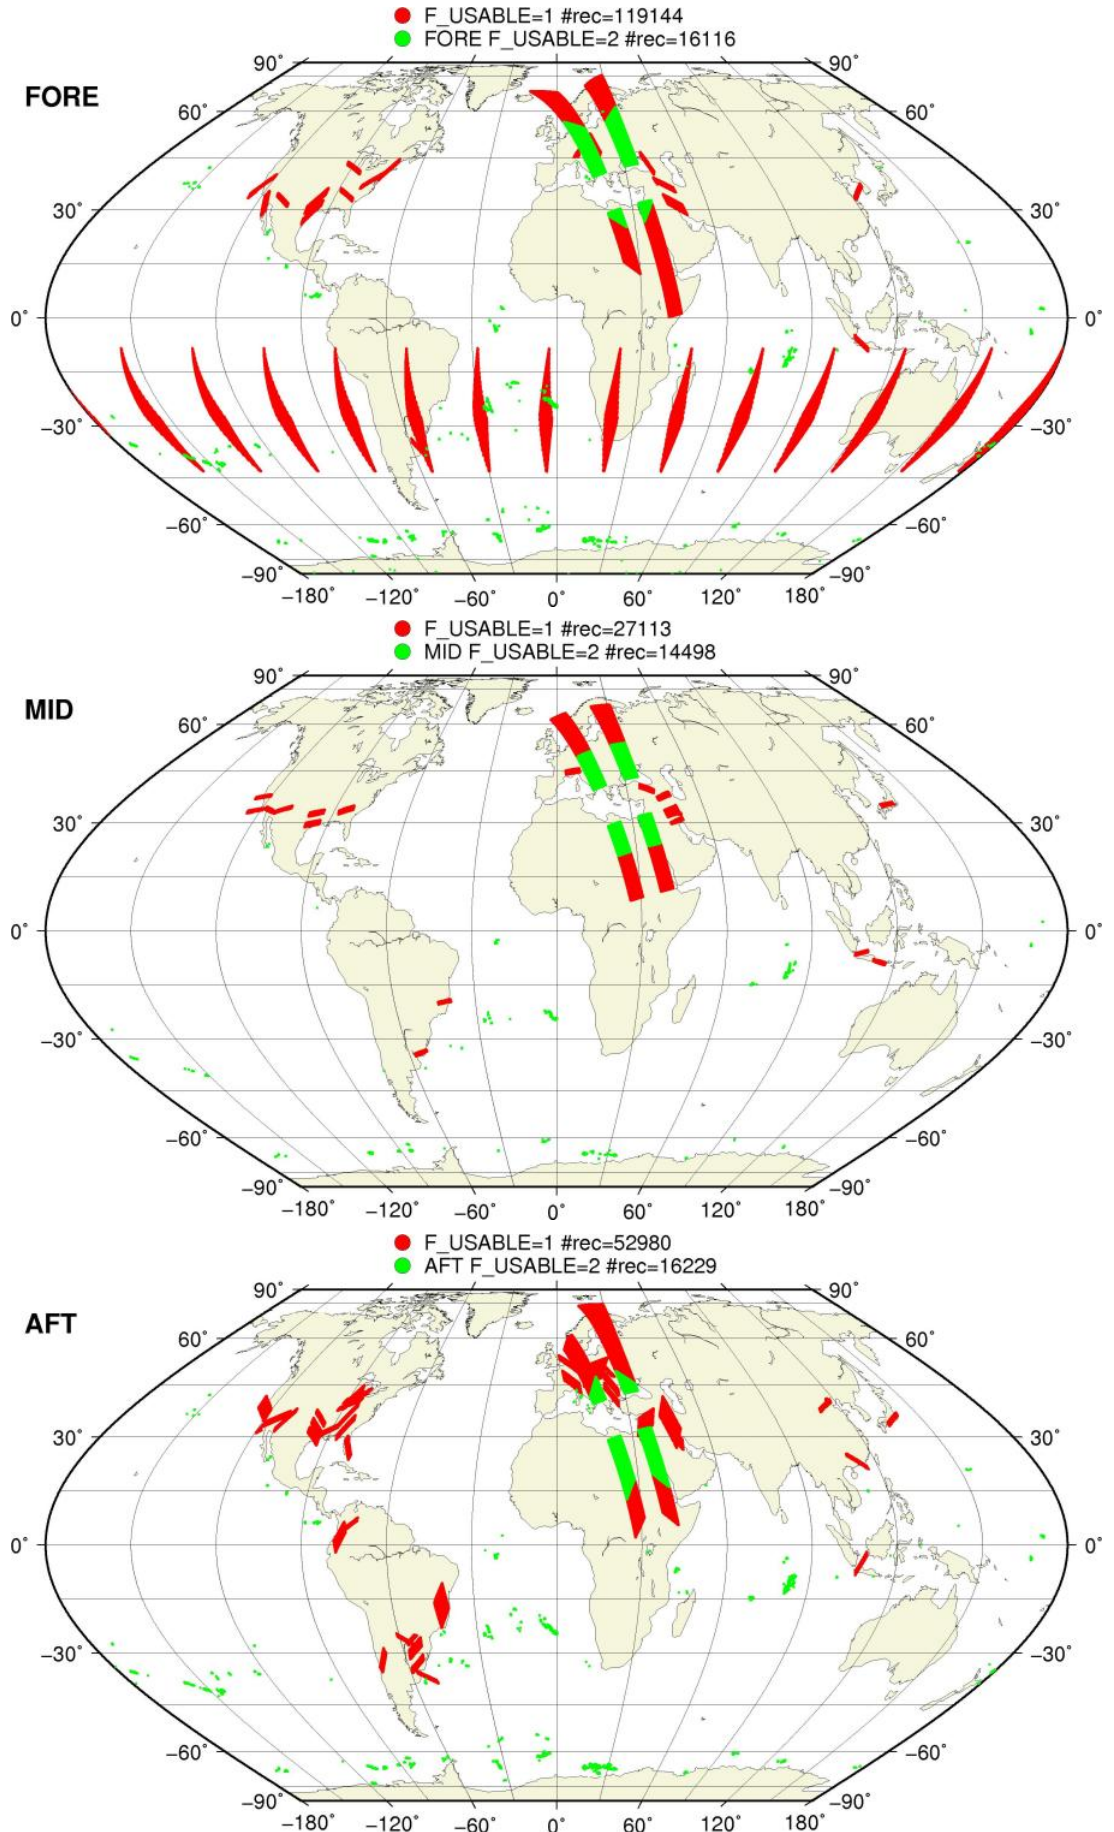 F_USABLE=1 #rec=119144
FORE F_USABLE=2 #rec=16116
FORE
90° 90°
60° 60°
30° 30°
0° 0°
−30° −30°
−60° −60°
−90° −90°
−180° −120° −60° 0° 60° 120° 180°
F_USABLE=1 #rec=27113
MID F_USABLE=2 #rec=14498
MID
90° 90°
60° 60°
30° 30°
0° 0°
−30° −30°
−60° −60°
−90° −90°
−180° −120° −60° 0° 60° 120° 180°
F_USABLE=1 #rec=52980
AFT F_USABLE=2 #rec=16229
AFT
90° 90°
60° 60°
30° 30°
0° 0°
−30° −30°
−60° −60°
−90° −90°
−180° −120° −60° 0° 60° 120° 180°